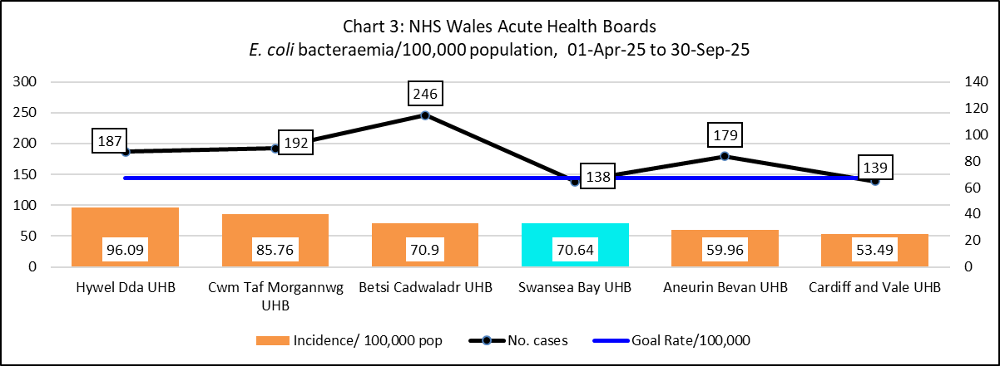 Chart 3: NHS Wales Acute Health Boards
E. coli bacteraemia/100,000 population, 01-Apr-25 to 30-Sep-25
300 140
250 120
200 100
150 80
100 60
50 40
0 20
0
187 192 246 138 179 139
96.09 85.76 70.9 70.64 59.96 53.49
Hywel Dda UHB Cwm Taf Morgannwg Betsi Cadwaladr UHB Swansea Bay UHB Aneurin Bevan UHB Cardiff and Vale UHB
UHB
Incidence/ 100,000 pop No. cases Goal Rate/100,000